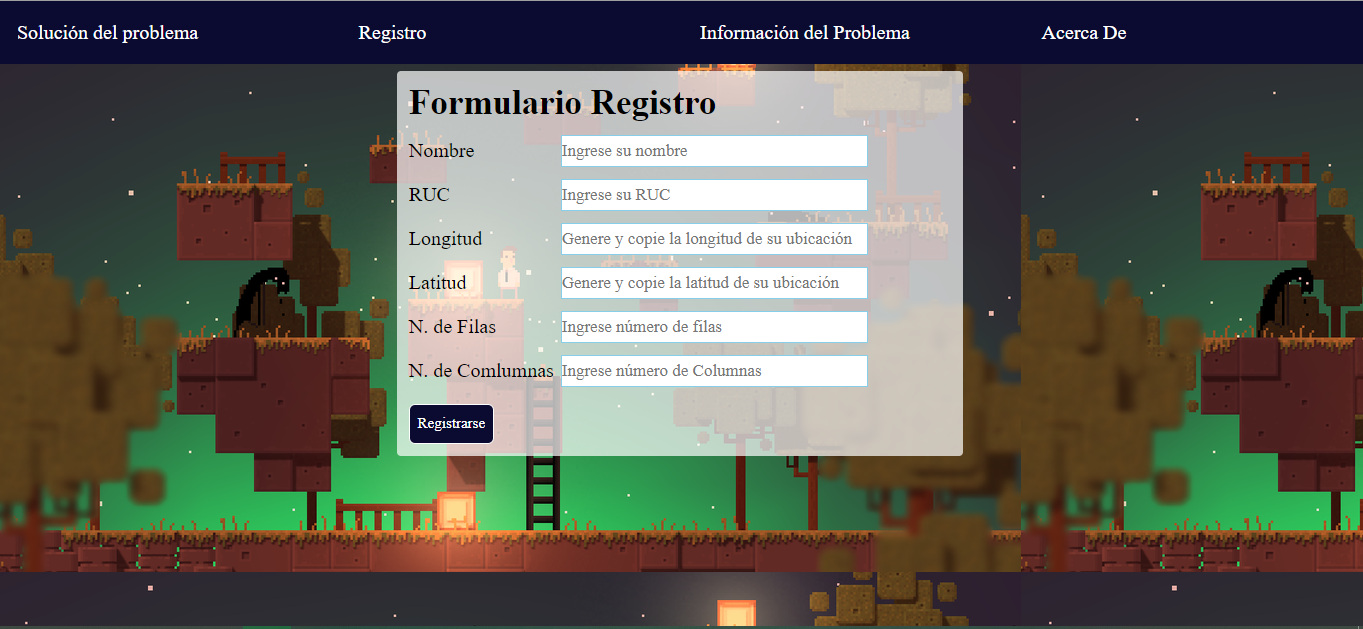 Solución del problema Registro Información del Problema Acerca De
Formulario Registro
Nombre Ingrese su nombre
RUC Ingrese su RUC
Longitud Genere y copie la longitud de su ubicación
Latitud Genere y copie la latitud de su ubicación
N. de Filas Ingrese número de filas
N. de Comlumnas Ingrese número de Columnas
Registrarse